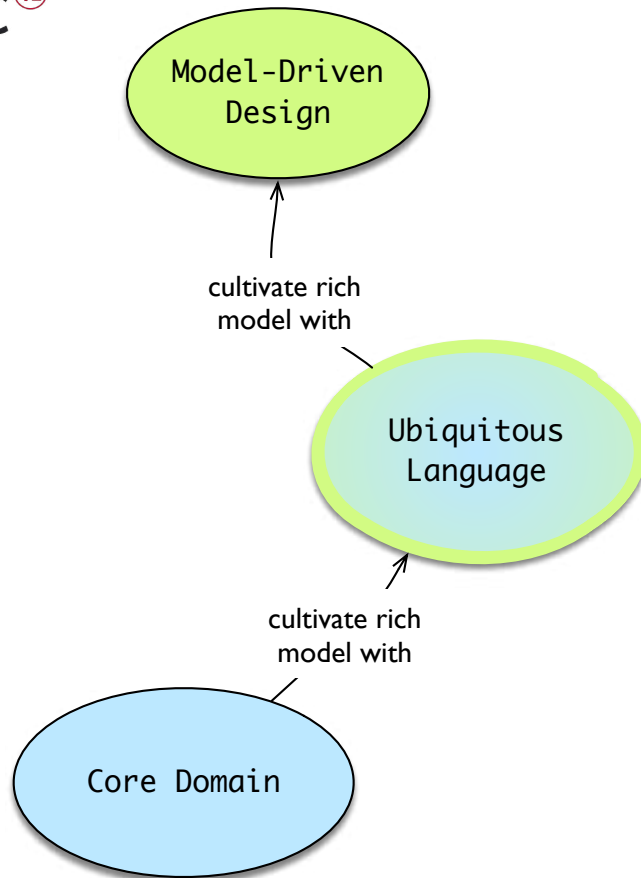 Model-Driven
Design
cultivate rich
model with
Ubiquitous
Language
cultivate rich
model with
Core Domain